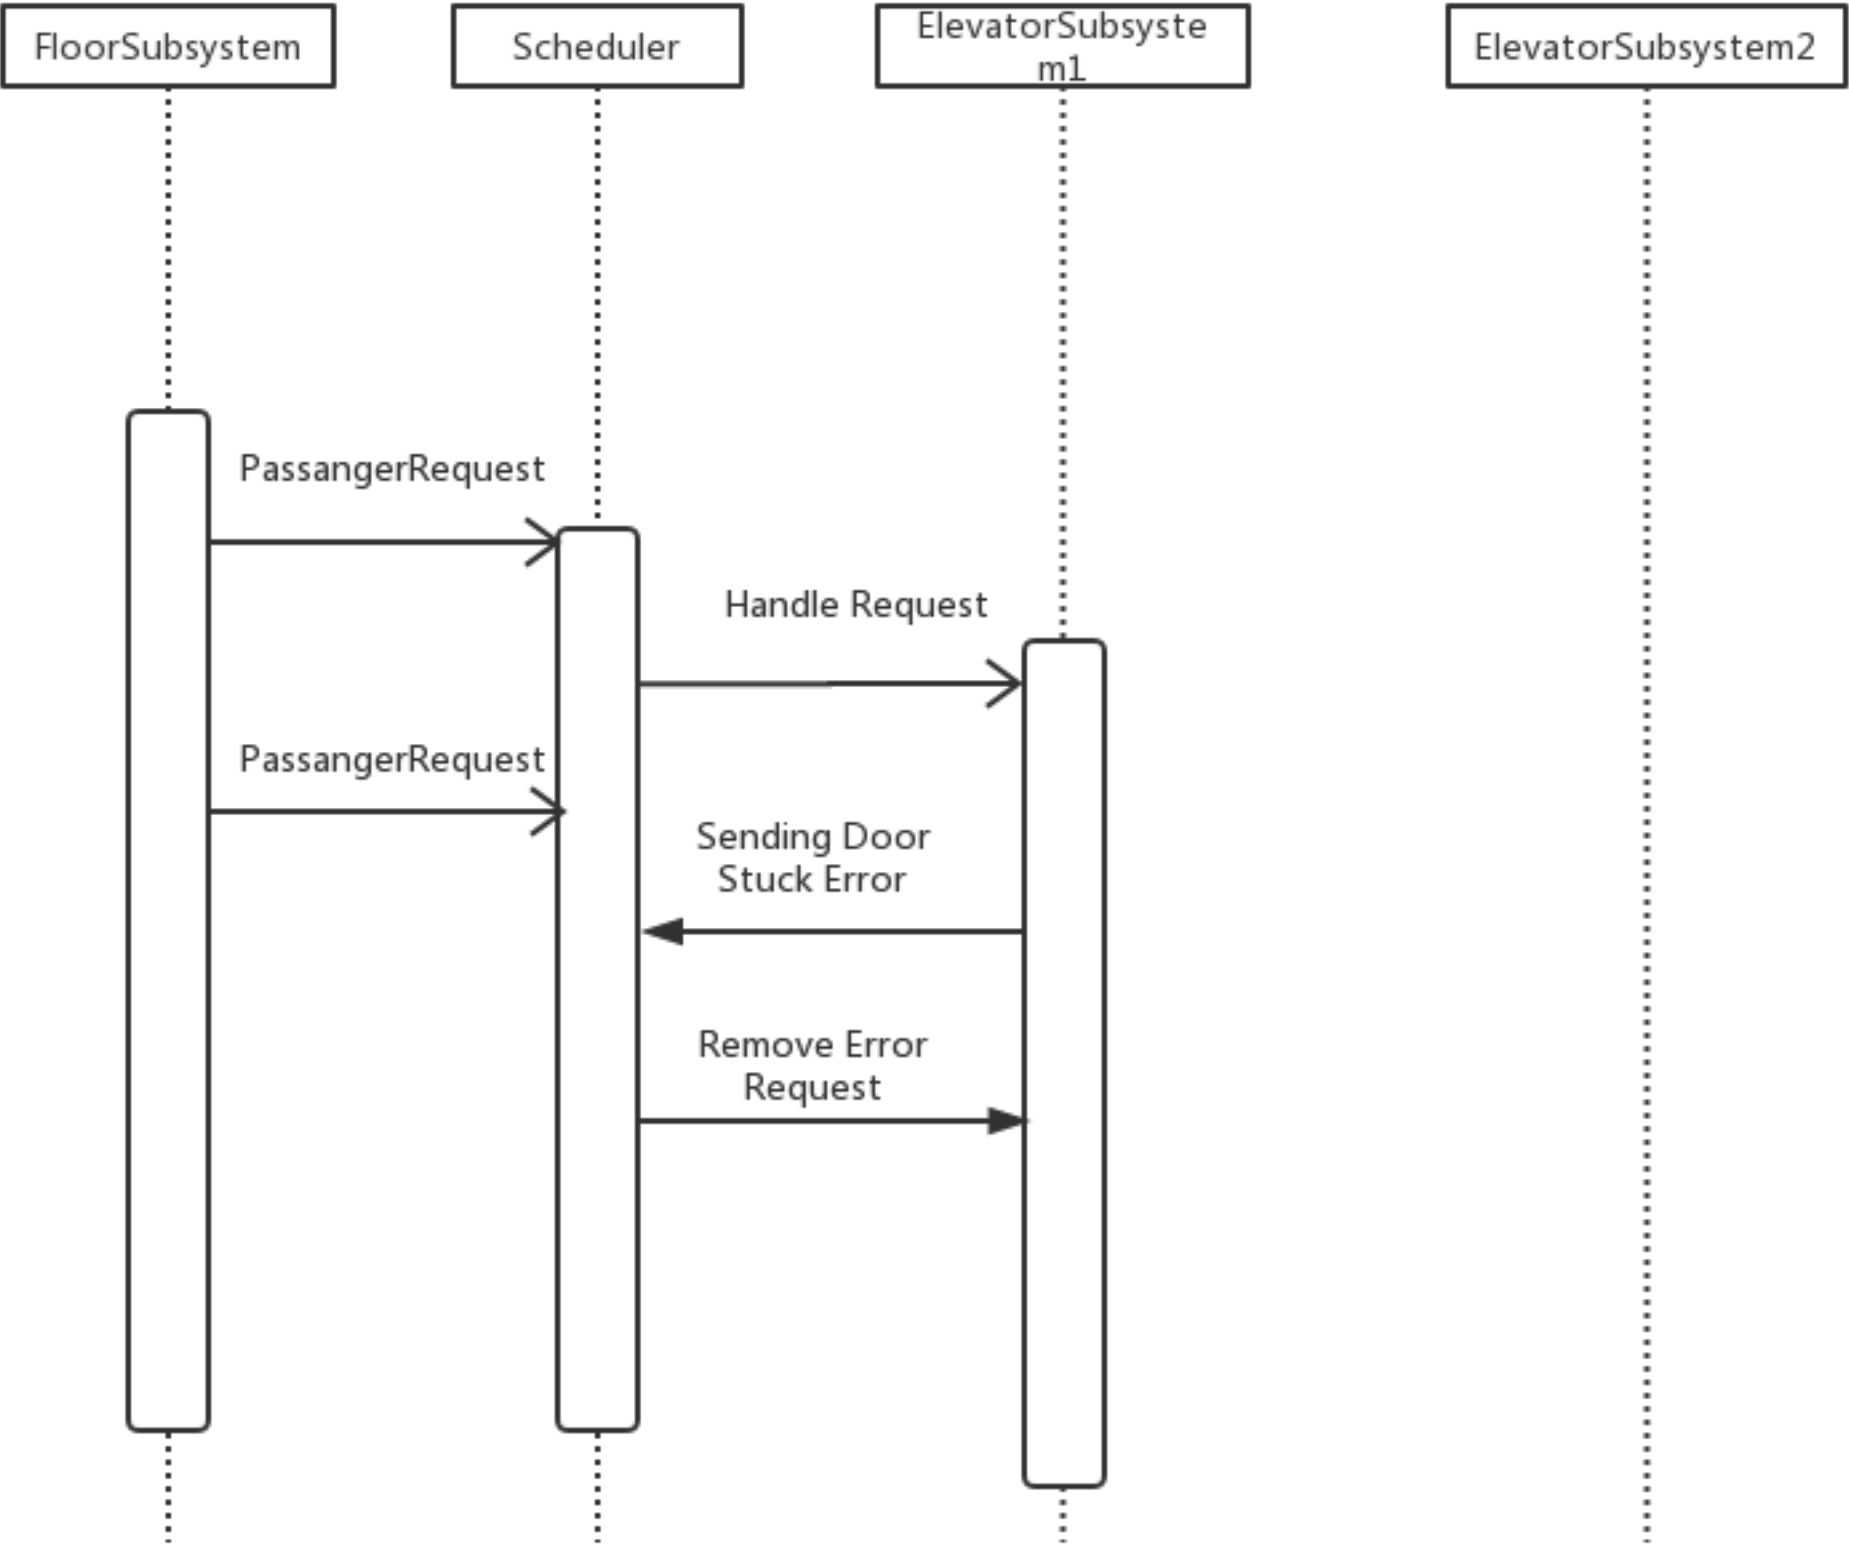 FloorSubsystem
Scheduler
ElevatorSubsyste
m1
ElevatorSubsystem2
PassangerRequest
Handle Request
PassangerRequest
Sending Door
Stuck Error
Remove Error
Request